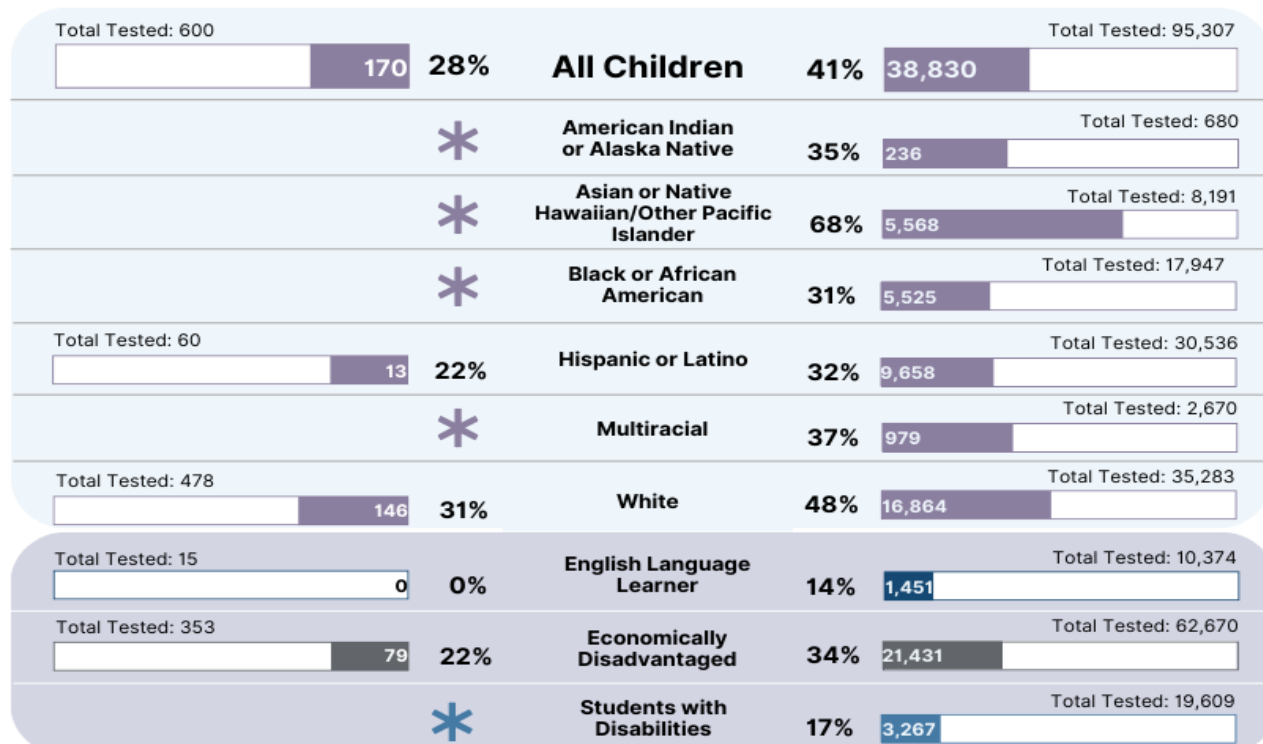 Total Tested: 600
Total Tested: 95,307
170 28% All Children 41% 38,830
American Indian
or Alaska Native
Total Tested: 680
* 35% 236
Asian or Native
Hawaiian/Other Pacific
Islander
Total Tested: 8,191
* 68% 5,568
Black or African
American
Total Tested: 17,947
* 31% 5,525
Total Tested: 60
Total Tested: 30,536
13 22% Hispanic or Latino 32% 9,658
Total Tested: 2,670
* Multiracial 37% 979
Total Tested: 478
Total Tested: 35,283
146 31% White 48% 16,864
Total Tested: 15
Total Tested: 10,374
English Language
Learner
0 0% 14% 1,451
Total Tested: 353
Total Tested: 62,670
Economically
Disadvantaged
79 22% 34% 21,431
Total Tested: 19,609
Students with
Disabilities
* 17% 3,267